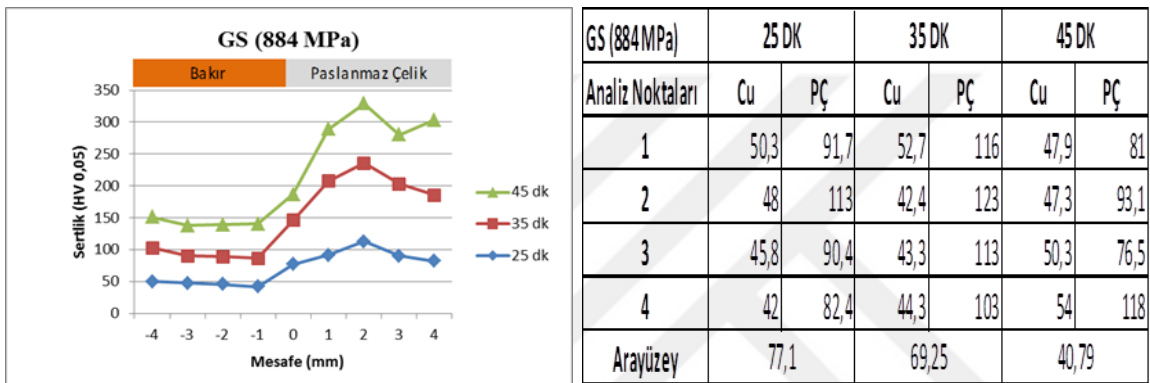 GS (884 MPa)
Bakır Paslanmaz Çelik
Sertlik (HV 0,05)
350
300
250
200
150
100
50
0
45 dk
35 dk
25 dk
-4 -3 -2 -1 0 1 2 3 4
Mesafe (mm)
GS (884 MPa) 25 DK 35 DK 45 DK
Analiz Noktaları Cu PÇ Cu PÇ Cu PÇ
1 50,3 91,7 52,7 116 47,9 81
2 48 113 42,4 123 47,3 93,1
3 45,8 90,4 43,3 113 50,3 76,5
4 42 82,4 44,3 103 54 118
Arayüzey 77,1 69,25 40,79